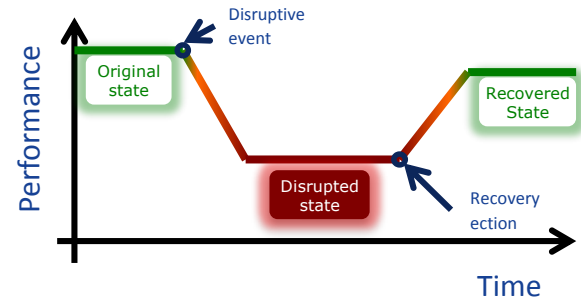 Disruptive
event
Original
state
Recovered
State
Performance
Disrupted
state
Recovery
ection
Time